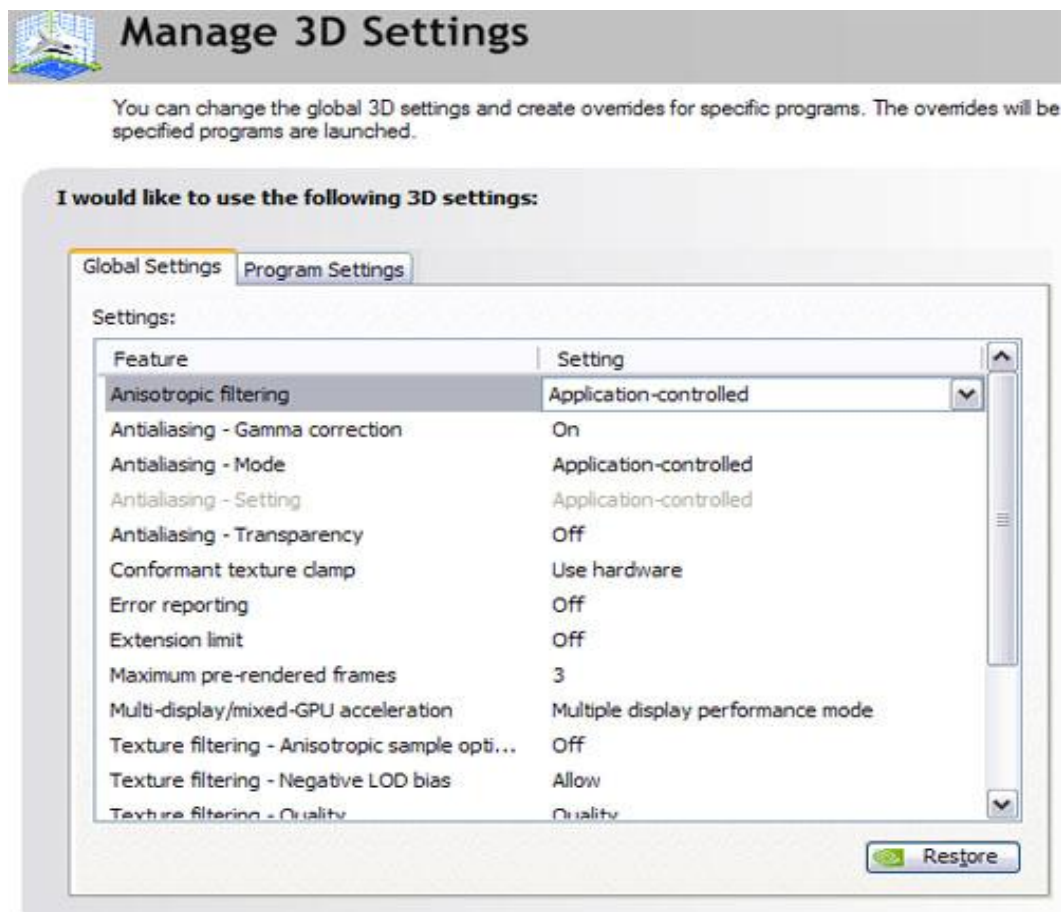 Manage 3D Settings
You can change the global 3D settings and create overrides for specific programs. The overrides will be
specified programs are launched.
I would like to use the following 3D settings:
Global Settings Program Settings
Settings:
Feature Setting
Anisotropic filtering Application-controlled
Antialiasing - Gamma correction On
Antialiasing - Mode Application-controlled
Antialiasing - Setting Application-controlled
Antialiasing - Transparency Off
Conformant texture clamp Use hardware
Error reporting Off
Extension limit Off
Maximum pre-rendered frames 3
Multi-display/mixed-GPU acceleration Multiple display performance mode
Texture filtering - Anisotropic sample opti... Off
Texture filtering - Negative LOD bias Allow
Texture filtering - Quality Quality
Restore